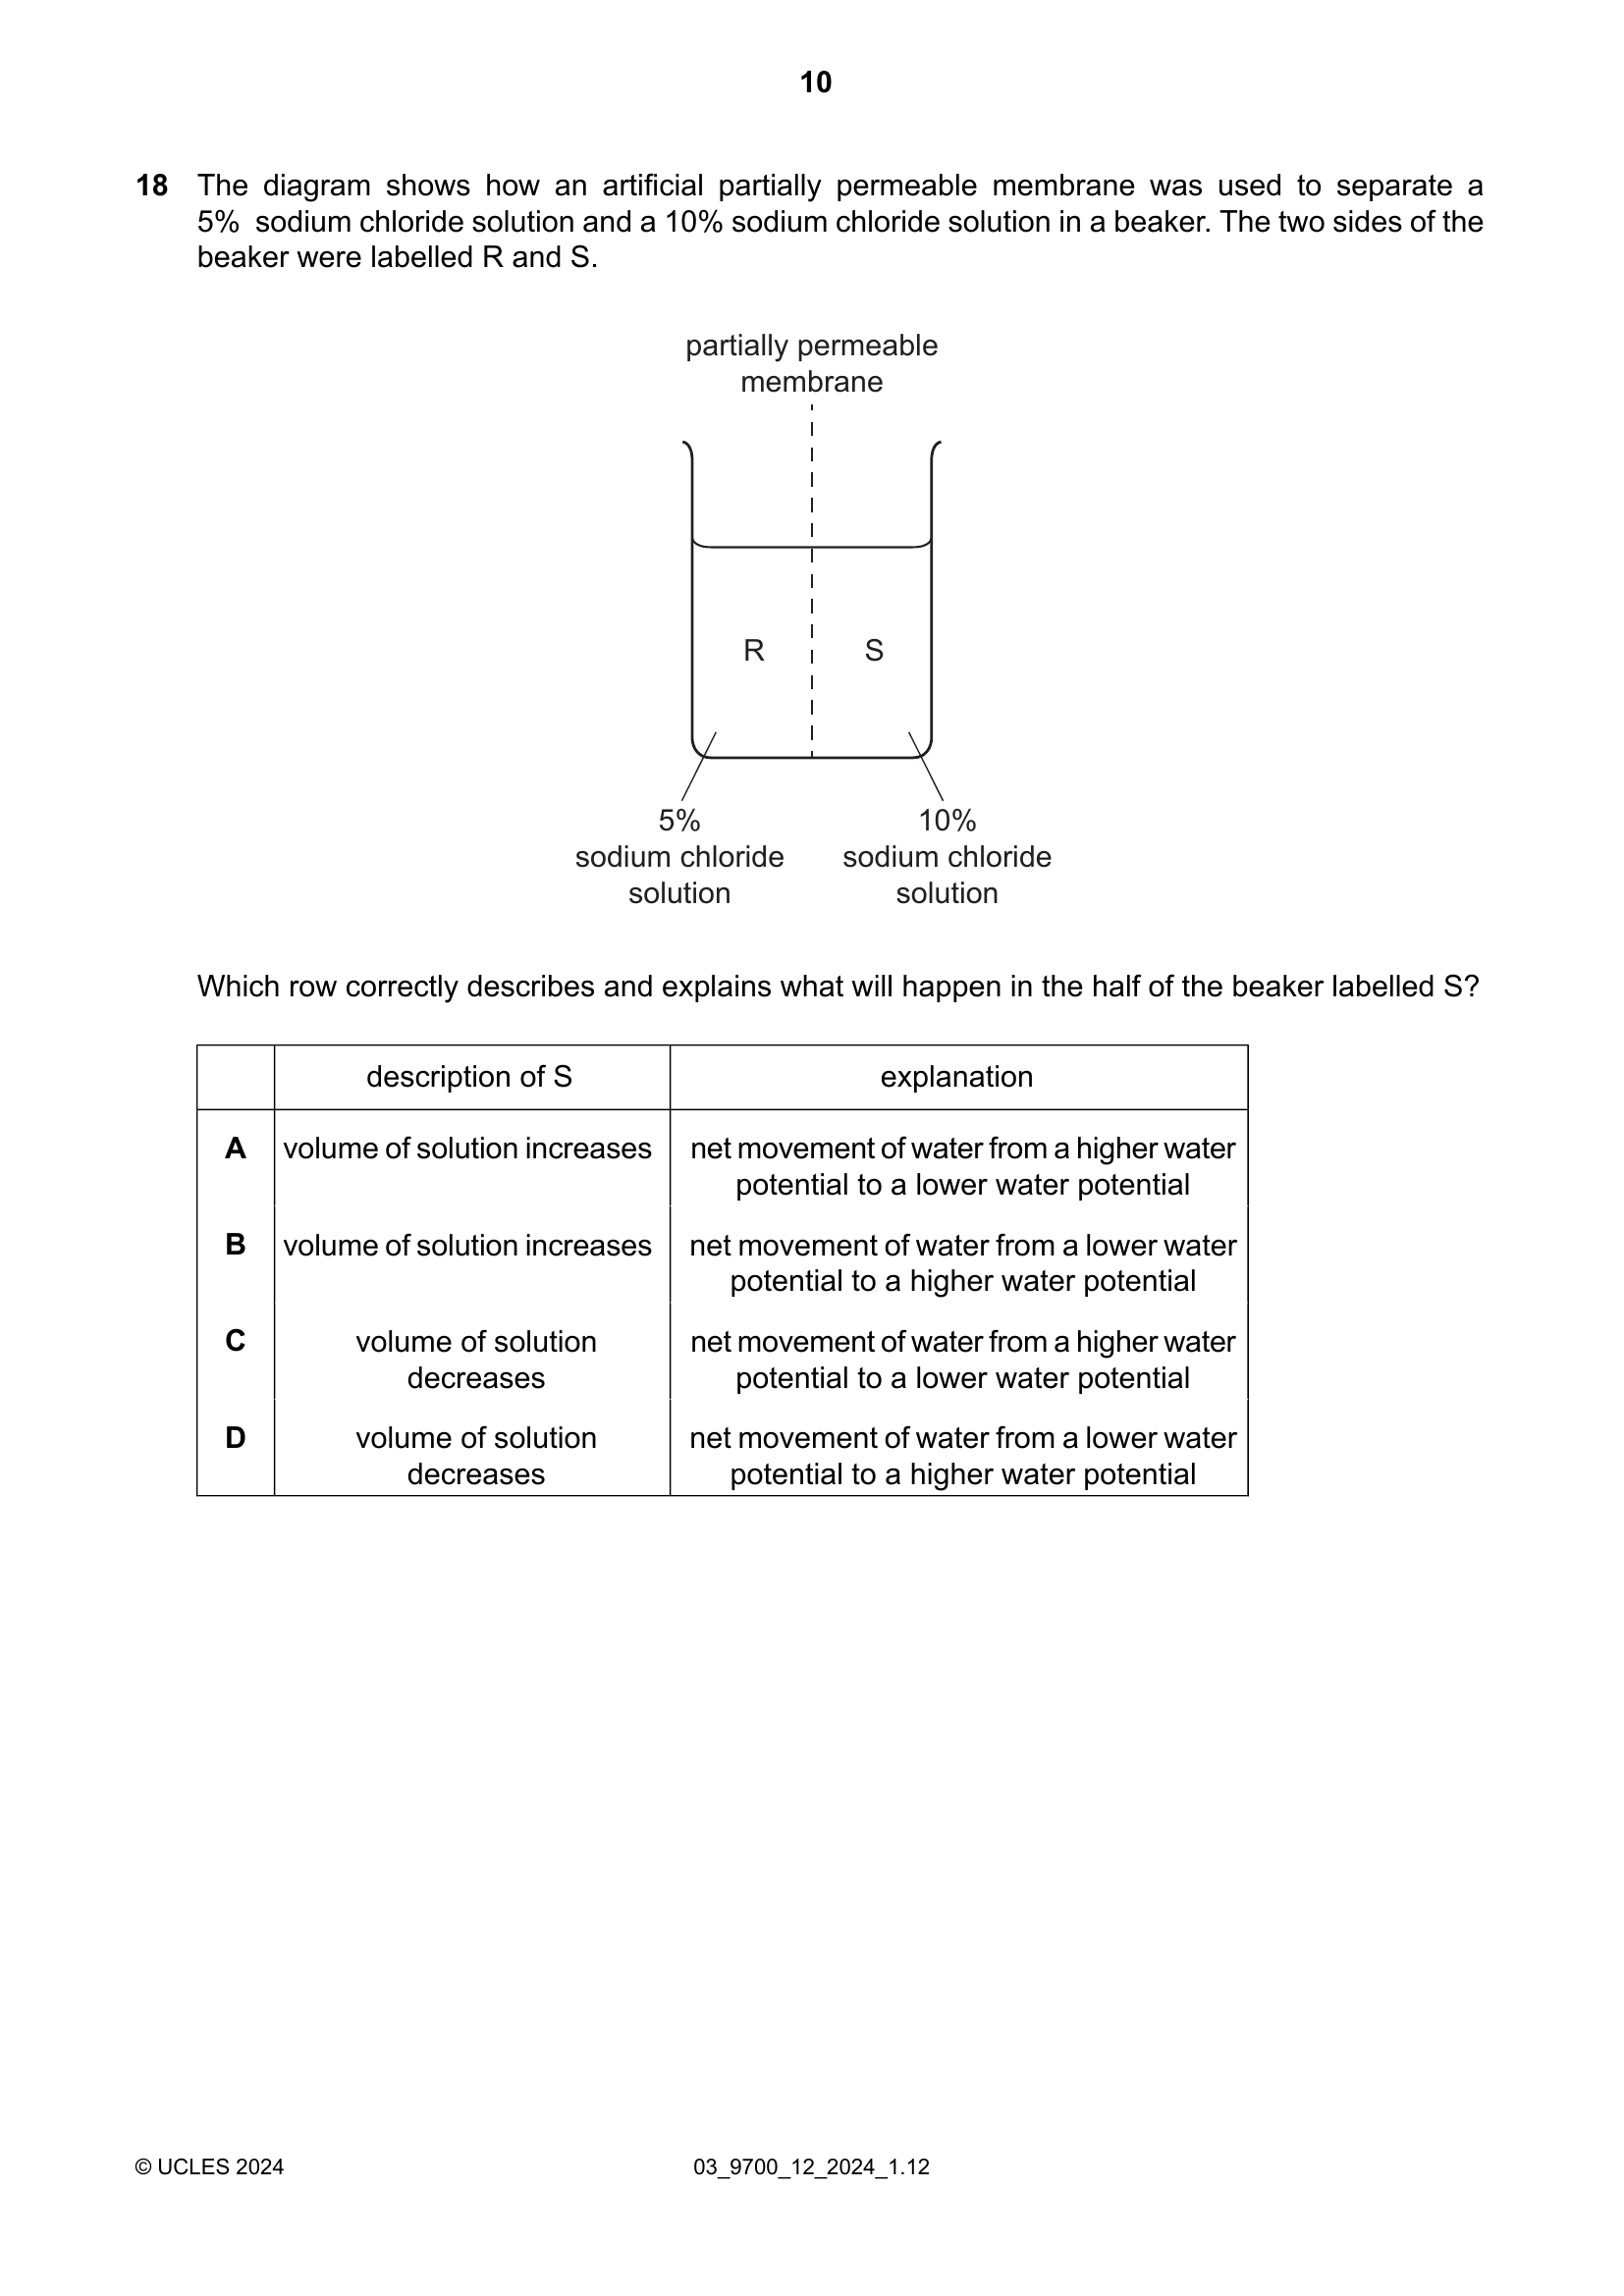 10
18 The diagram shows how an artificial partially permeable membrane was used to separate a
5% sodium chloride solution and a 10% sodium chloride solution in a beaker. The two sides of the
beaker were labelled R and S.
partially permeable
membrane
R S
5% 10%
sodium chloride sodium chloride
solution solution
Which row correctly describes and explains what will happen in the half of the beaker labelled S?
description of S explanation
A volume of solution increases net movement of water from a higher water
potential to a lower water potential
B volume of solution increases net movement of water from a lower water
potential to a higher water potential
C volume of solution net movement of water from a higher water
decreases potential to a lower water potential
D volume of solution net movement of water from a lower water
decreases potential to a higher water potential
© UCLES 2024 03_9700_12_2024_1.12